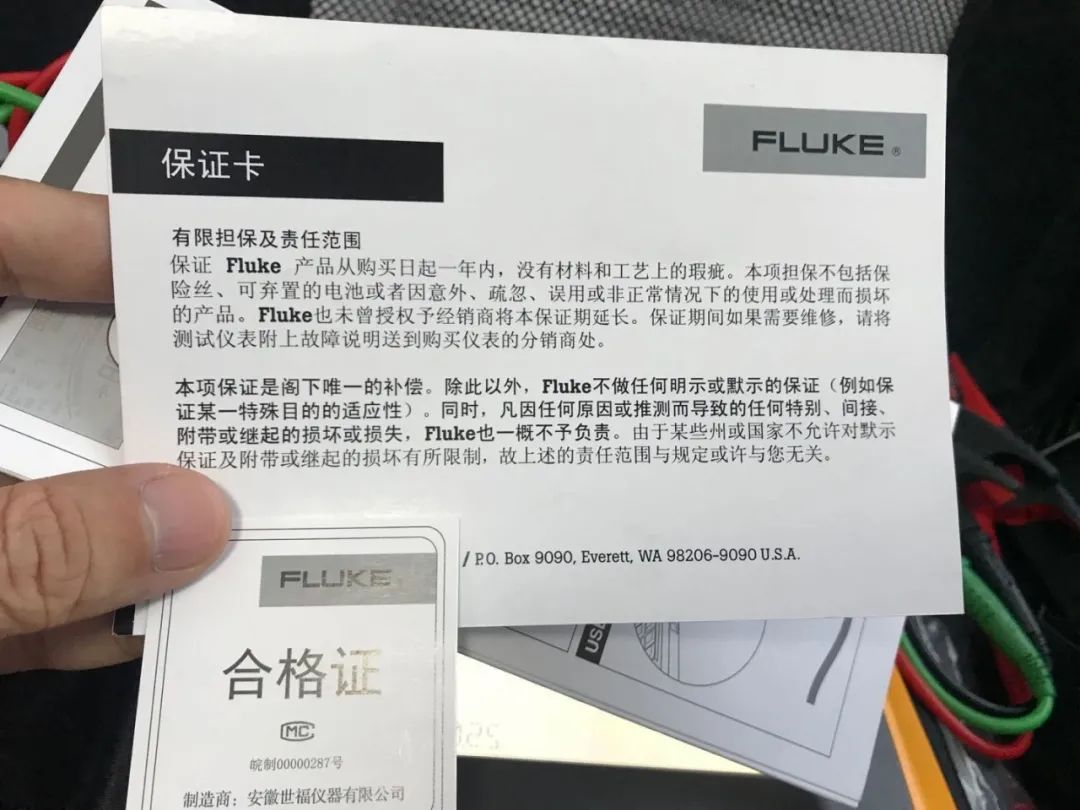 保证卡
FLUKE®
有限担保及责任范围
保证 Fluke 产品从购买日起一年内，没有材料和工艺上的瑕疵。本项担保不包括保
险丝、可弃置的电池或者因意外、疏忽、误用或非正常情况下的使用或处理而损坏
的产品。Fluke也未曾授权予经销商将本保证期延长。保证期间如果需要维修，请将
测试仪表附上故障说明送到购买仪表的分销商处。
本项保证是阁下唯一的补偿。除此以外，Fluke不做任何明示或默示的保证（例如保
证某一特殊目的的适应性）。同时，凡因任何原因或推测而导致的任何特别、间接、
附带或继起的损坏或损失，Fluke也一概不予负责。由于某些州或国家不允许对默示
保证及附带或继起的损坏有所限制，故上述的责任范围与规定或许与您无关。
/ P.O. Box 9090, Everett, WA 98206-9090 U.S.A.
FLUKE
合格证
MC
皖制00000287号
制造商：安徽世福仪器有限公司